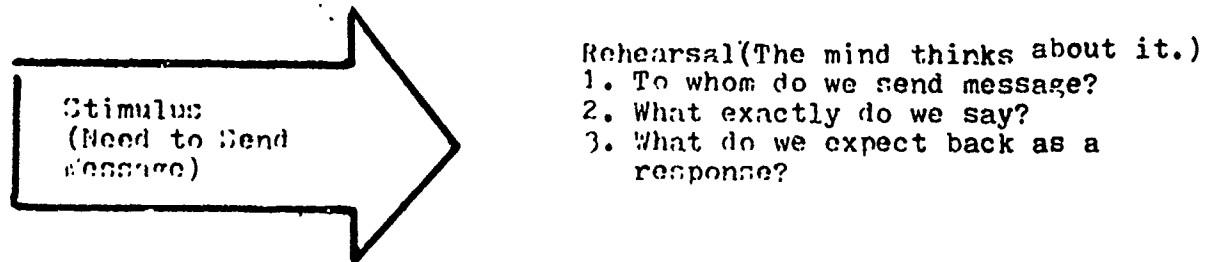 Stimulus
(Need to Send
Message)
Rehearsal(The mind thinks about it.)
1. To whom do we send message?
2. What exactly do we say?
3. What do we expect back as a
response?